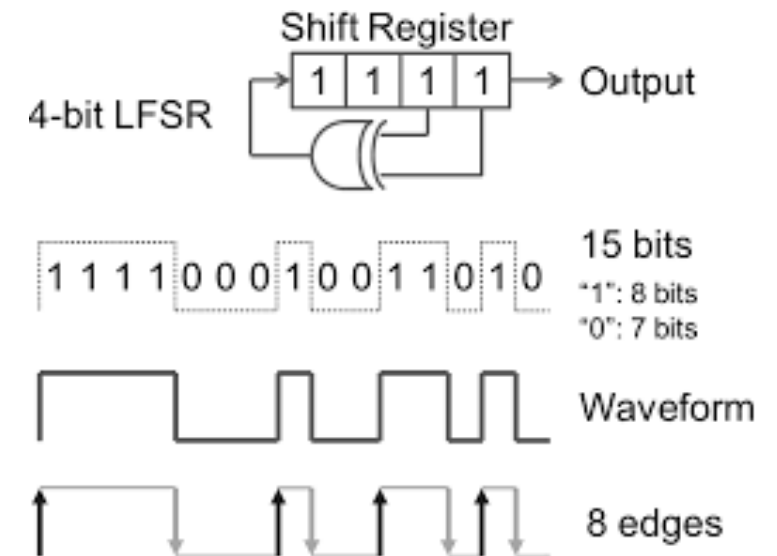 Shift Register
1 1 1 1
Output
4-bit LFSR
1 1 1 1 0 0 0 1 0 0 1 1 0 1 0
15 bits
"1": 8 bits
"0": 7 bits
Waveform
8 edges